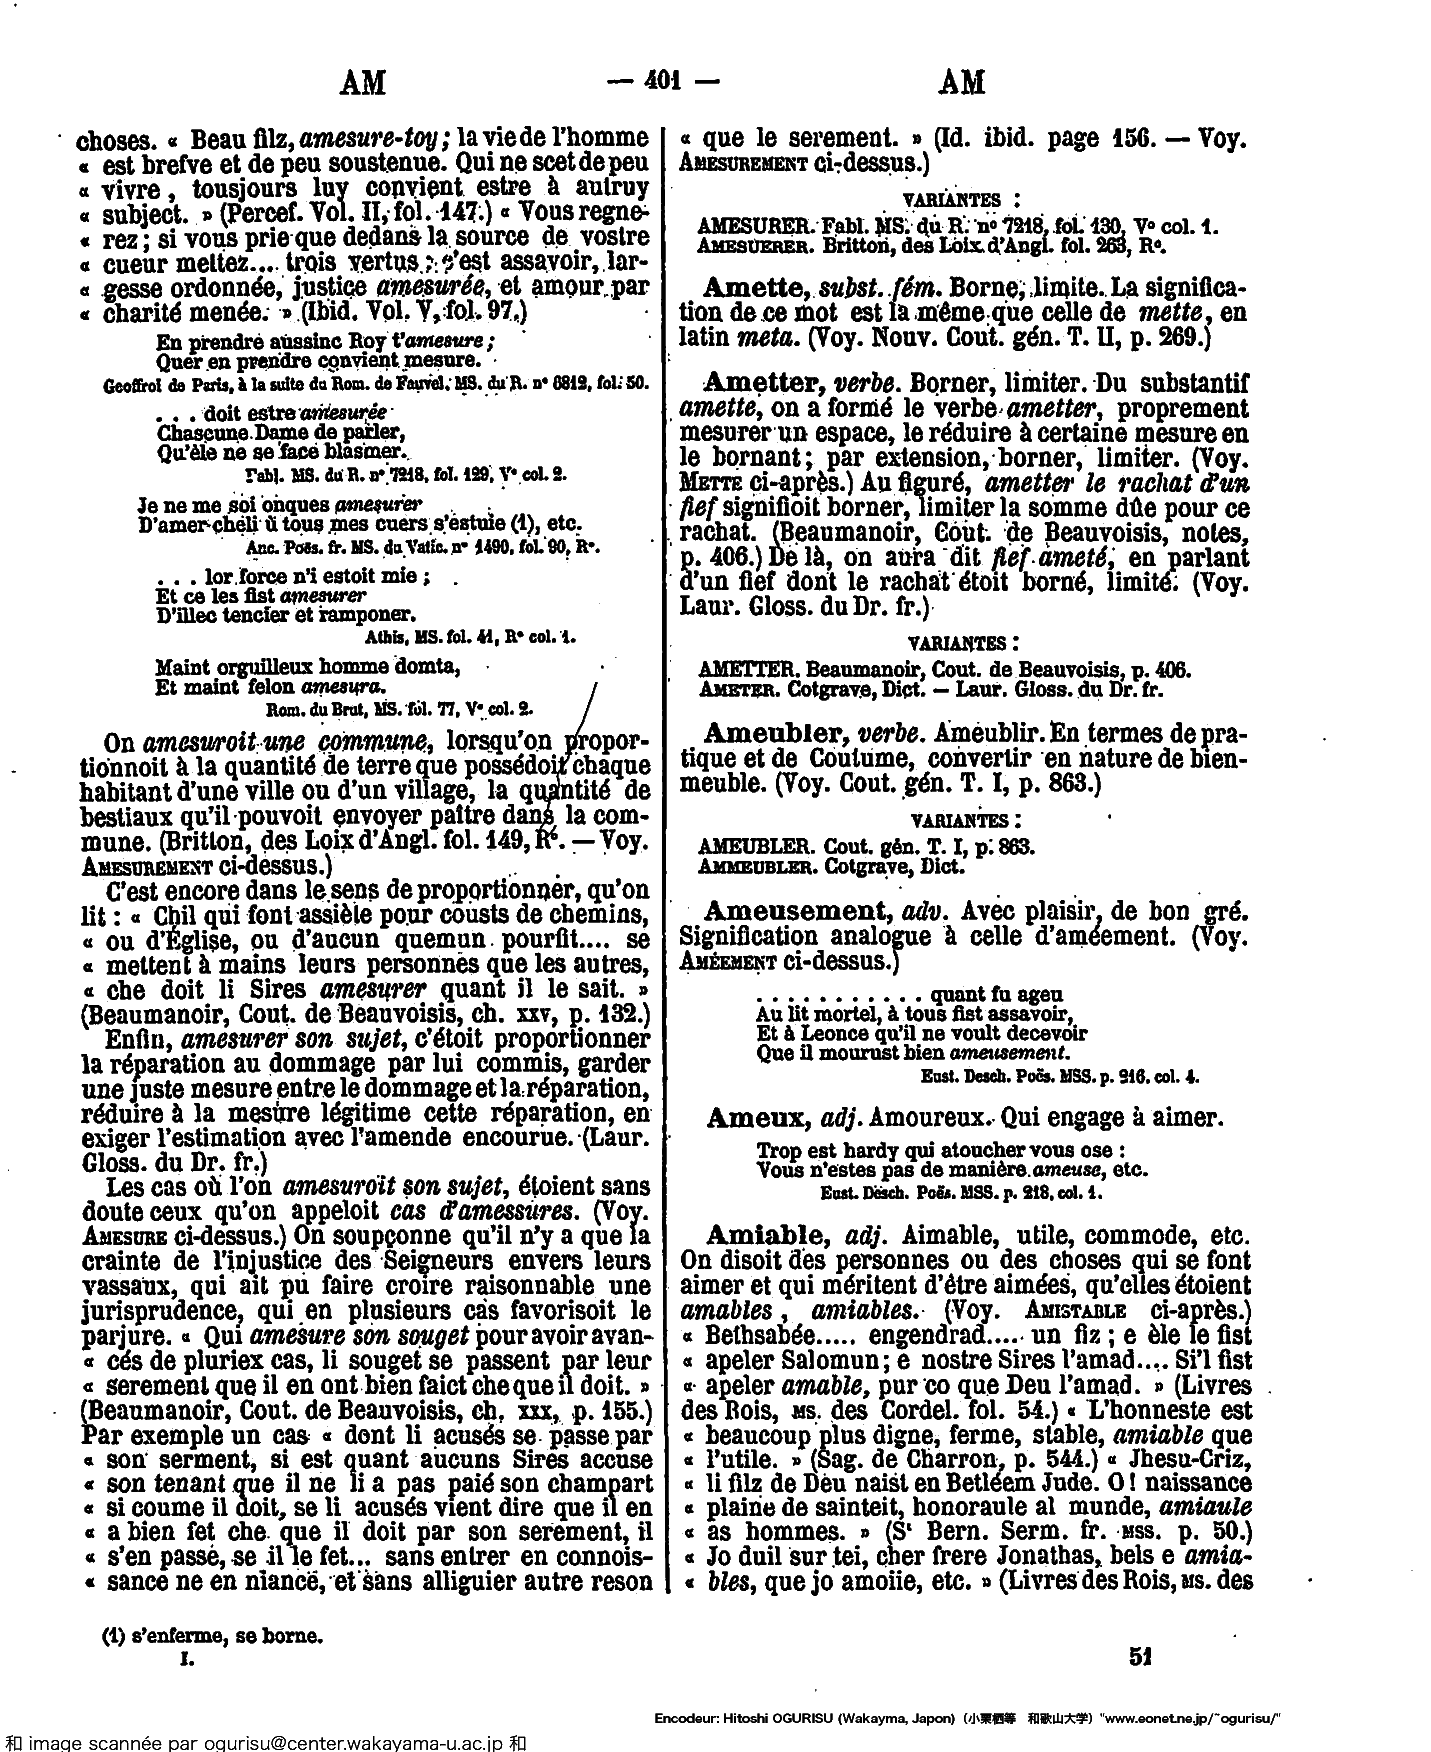 AM — 401 — AM
choses. « Beau filz, amesure-toy; la vie de l'homme
« est brefve et de peu soustenue. Qui ne scet de peu
« vivre, tousjours luy convient estre à autruy
« subject. » (Percef. Vol. II, fol. 147.) « Vous regne-
« rez; si vous prie que dedans la source de vostre
« cueur mettez... trois vertus: c'est assavoir, lar-
« gesse ordonnée, justice amesurée, et amour par
« charité menée. » (Ibid. Vol. V, fol. 97.)
En prendre aussinc Roy t'amesure;
Quer en prendre convient mesure.
Geoffroi de Paris, à la suite du Rom. de Fauvel. MS. du R. nº 6812, fol. 50.
. . . doit estre amesurée
Chascune Dame de parler,
Qu'èle ne se face blasmer.
Fabl. MS. du R. nº 7218, fol. 129, Vº col. 2.
Je ne me soi onques amesurer
D'amer cheli ù tous mes cuers s'estuie (1), etc.
Anc. Poës. fr. MS. du Vatic. nº 1490, fol. 90, Rº.
. . . lor force n'i estoit mie;
Et ce les fist amesurer
D'illec tencier et ramponer.
Athis, MS. fol. 41, Rº col. 1.
Maint orguilleux homme domta,
Et maint felon amesura.
Rom. du Brut, MS. fol. 77, Vº col. 2.
On amesuroit une commune, lorsqu'on propor-
tionnoit à la quantité de terre que possédoit chaque
habitant d'une ville ou d'un village, la quantité de
bestiaux qu'il pouvoit envoyer paître dans la com-
mune. (Britton, des Loix d'Angl. fol. 149, Rº. — Voy.
AMESUREMENT ci-dessus.)
C'est encore dans le sens de proportionner, qu'on
lit : « Chil qui font assiète pour cousts de chemins,
« ou d'Église, ou d'aucun quemun pourfit.... se
« mettent à mains leurs personnes que les autres,
« che doit li Sires amesurer quant il le sait. »
(Beaumanoir, Cout. de Beauvoisis, ch. XXV, p. 132.)
Enfin, amesurer son sujet, c'étoit proportionner
la réparation au dommage par lui commis, garder
une juste mesure entre le dommage et la réparation,
réduire à la mesure légitime cette réparation, en
exiger l'estimation avec l'amende encourue. (Laur.
Gloss. du Dr. fr.)
Les cas où l'on amesuroit son sujet, étoient sans
doute ceux qu'on appeloit cas d'amessures. (Voy.
AMESURE ci-dessus.) On soupçonne qu'il n'y a que la
crainte de l'injustice des Seigneurs envers leurs
vassaux, qui ait pu faire croire raisonnable une
jurisprudence, qui en plusieurs cas favorisoit le
parjure. « Qui amesure son souget pour avoir avan-
« cés de pluriex cas, li souget se passent par leur
« serement que il en ont bien faict che que il doit. »
(Beaumanoir, Cout. de Beauvoisis, ch. XXX, p. 155.)
Par exemple un cas « dont li acusés se passe par
« son serment, si est quant aucuns Sires accuse
« son tenant que il ne li a pas paié son champart
« si coume il doit, se li acusés vient dire que il en
« a bien fet che que il doit par son serement, il
« s'en passe, se il le fet... sans entrer en connois-
« sance ne en niance, et sans alliguier autre reson
(1) s'enferme, se borne.
I.
« que le serement. » (Id. ibid. page 156. — Voy.
AMESUREMENT ci-dessus.)
VARIANTES :
AMESURER. Fabl. MS. du R. nº 7218, fol. 130, Vº col. 1.
AMESUERER. Britton, des Loix d'Angl. fol. 263, Rº.
Amette, subst. fém. Borne, limite. La significa-
tion de ce mot est la même que celle de mette, en
latin meta. (Voy. Nouv. Cout. gén. T. II, p. 269.)
Ametter, verbe. Borner, limiter. Du substantif
amette, on a formé le verbe ametter, proprement
mesurer un espace, le réduire à certaine mesure en
le bornant; par extension, borner, limiter. (Voy.
METTE ci-après.) Au figuré, ametter le rachat d'un
fief signifioit borner, limiter la somme dûe pour ce
rachat. (Beaumanoir, Cout. de Beauvoisis, notes,
p. 406.) De là, on aura dit fief ameté, en parlant
d'un fief dont le rachat étoit borné, limité. (Voy.
Laur. Gloss. du Dr. fr.)
VARIANTES :
AMETTER. Beaumanoir, Cout. de Beauvoisis, p. 406.
AMETER. Cotgrave, Dict. — Laur. Gloss. du Dr. fr.
Ameubler, verbe. Ameublir. En termes de pra-
tique et de Coutume, convertir en nature de bien-
meuble. (Voy. Cout. gén. T. I, p. 863.)
VARIANTES :
AMEUBLER. Cout. gén. T. I, p. 863.
AMMEUBLER. Cotgrave, Dict.
Ameusement, adv. Avec plaisir, de bon gré.
Signification analogue à celle d'améement. (Voy.
AMÉEMENT ci-dessus.)
. . . . . . . . . . . quant fu ageu
Au lit mortel, à tous fist assavoir,
Et à Leonce qu'il ne voult decevoir
Que il mourust bien ameusement.
Eust. Desch. Poës. MSS. p. 216. col. 4.
Ameux, adj. Amoureux. Qui engage à aimer.
Trop est hardy qui atoucher vous ose :
Vous n'estes pas de manière ameuse, etc.
Eust. Desch. Poës. MSS. p. 218, col. 1.
Amiable, adj. Aimable, utile, commode, etc.
On disoit des personnes ou des choses qui se font
aimer et qui méritent d'être aimées, qu'elles étoient
amables, amiables. (Voy. AMISTABLE ci-après.)
« Bethsabée..... engendrad..... un fiz; e èle le fist
« apeler Salomun; e nostre Sires l'amad.... Si'l fist
« apeler amable, pur co que Deu l'amad. » (Livres
des Rois, MS. des Cordel. fol. 54.) « L'honneste est
« beaucoup plus digne, ferme, stable, amiable que
« l'utile. » (Sag. de Charron, p. 544.) « Jhesu-Criz,
« li filz de Deu naist en Betléem Jude. O! naissance
« plaine de sainteit, honoraule al munde, amiaule
« as hommes. » (St Bern. Serm. fr. MSS. p. 50.)
« Jo duil sur tei, cher frere Jonathas, bels e amia-
« bles, que jo amoiie, etc. » (Livres des Rois, MS. des
51
Encodeur: Hitoshi OGURISU (Wakayma, Japon) (小栗栖等 和歌山大学) "www.eonet.ne.jp/~ogurisu/"
和 image scannée par ogurisu@center.wakayama-u.ac.jp 和